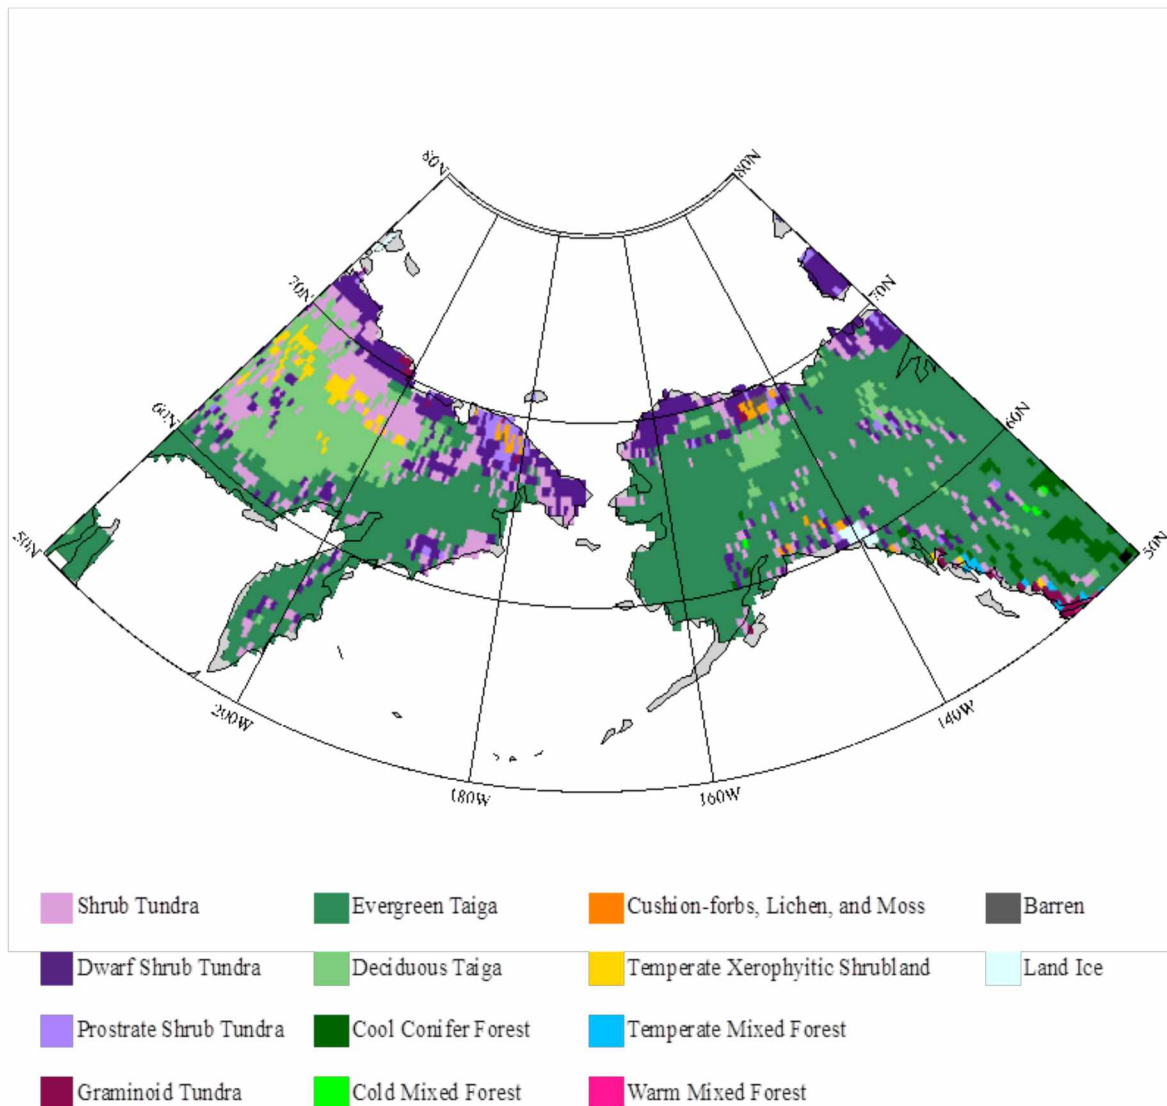 80N 80N
70N 70N
60N 60N
50N 50N
200W 140W
180W 160W
Shrub Tundra Evergreen Taiga Cushion-forbs, Lichen, and Moss Barren
Dwarf Shrub Tundra Deciduous Taiga Temperate Xerophyitic Shrubland Land Ice
Prostrate Shrub Tundra Cool Conifer Forest Temperate Mixed Forest
Graminoid Tundra Cold Mixed Forest Warm Mixed Forest